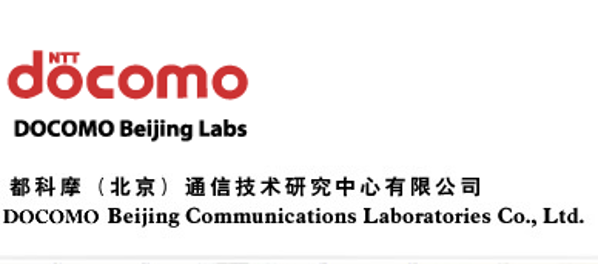 NTT
docomo
DOCOMO Beijing Labs
都科摩（北京）通信技术研究中心有限公司
DOCOMO Beijing Communications Laboratories Co., Ltd.